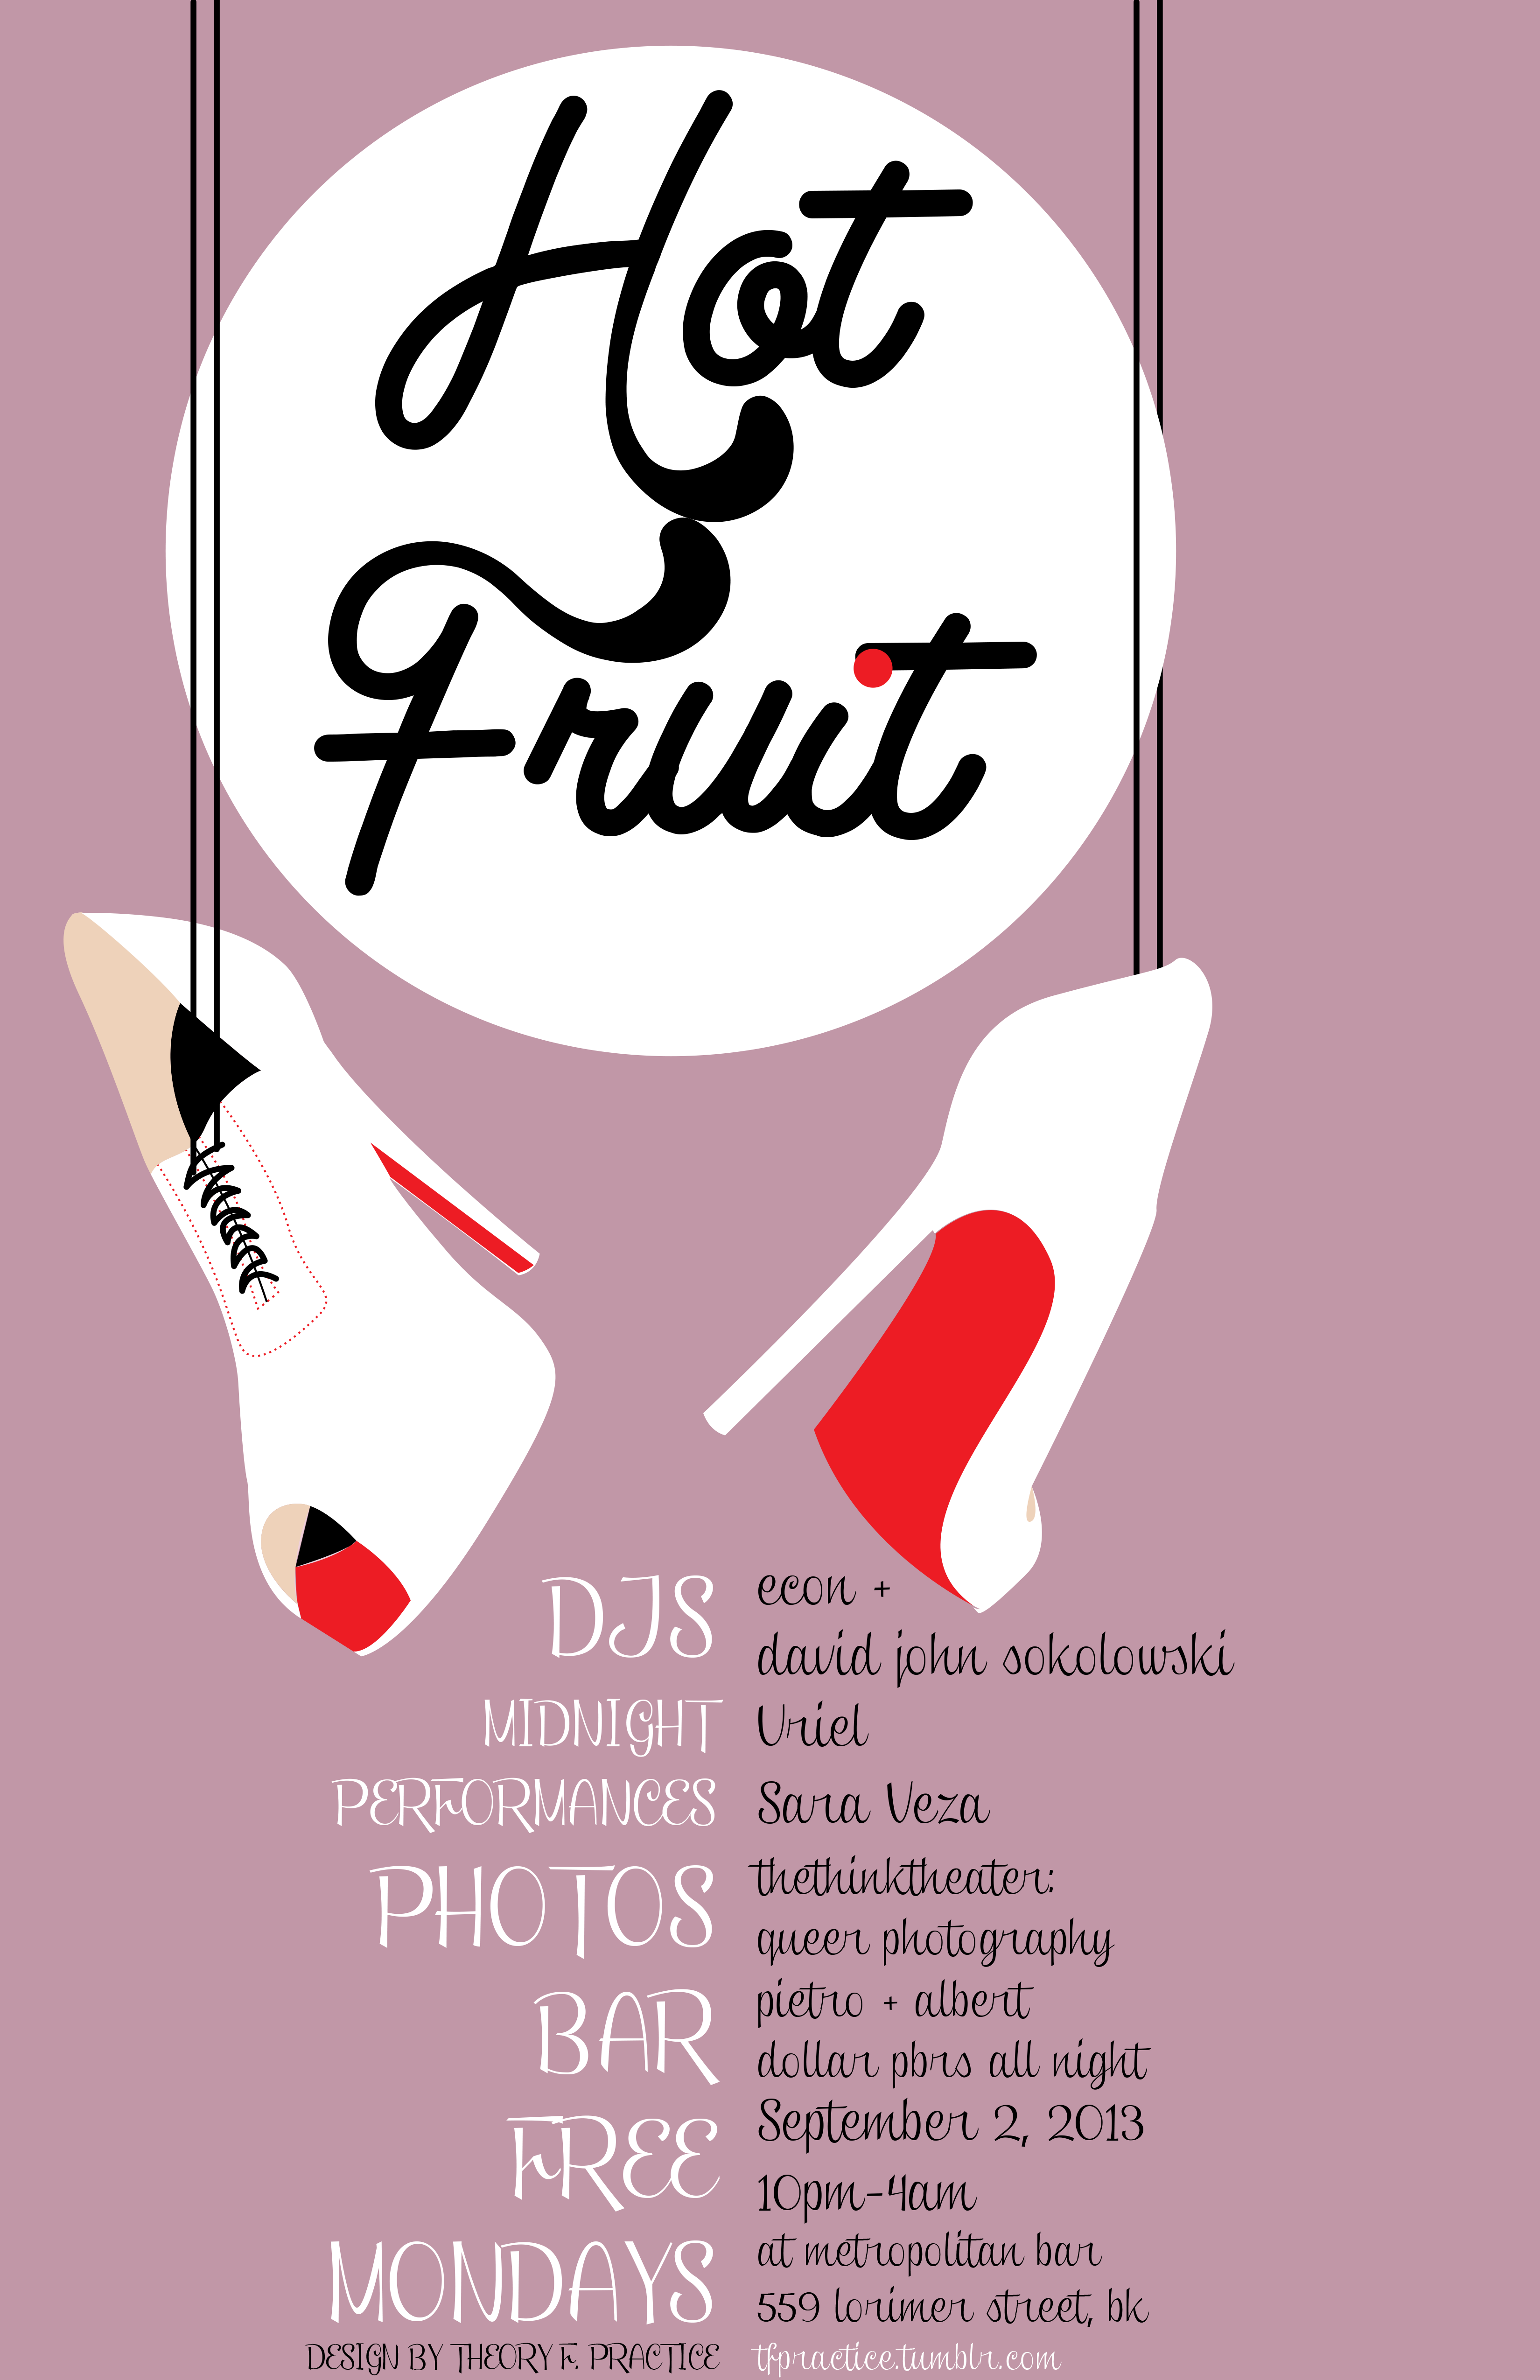 Hot
Fruit
DJS
econ +
david john sokolowski
MIDNIGHT
Uriel
PERFORMANCES
Sara Veza
PHOTOS
thethinktheater:
queer photography
BAR
pietro + albert
dollar pbrs all night
FREE
September 2, 2013
10pm-4am
MONDAYS
at metropolitan bar
559 lorimer street, bk
DESIGN BY THEORY F. PRACTICE tfpractice.tumblr.com